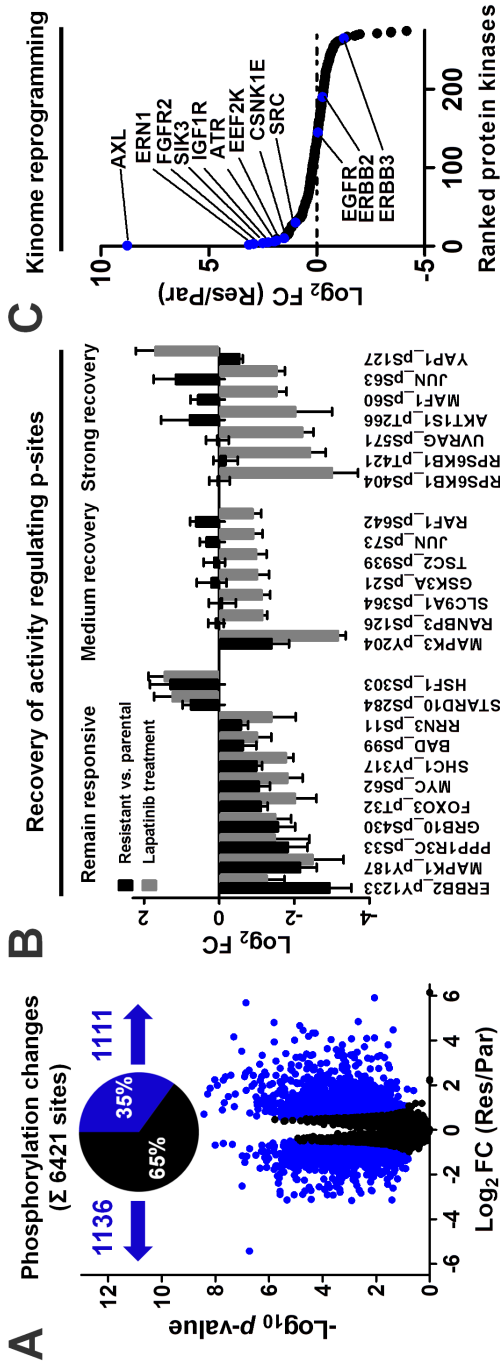 A
Phosphorylation changes
(Σ 6421 sites)
1136
1111
35%
65%
-Log10 p-value
12
10
8
6
4
2
0
-6
-4
-2
0
2
4
6
Log2 FC (Res/Par)
B
Recovery of activity regulating p-sites
Remain responsive
Medium recovery
Strong recovery
Resistant vs. parental
Lapatinib treatment
Log2 FC
2
0
-2
-4
ERBB2_pY1233
MAPK1_pY187
PPP1R3C_pS33
GRB10_pS430
FOXO3_pT32
MYC_pS62
SHC1_pY317
BAD_pS99
RRN3_pS11
STARD10_pS284
HSF1_pS303
MAPK3_pY204
RANBP3_pS126
SLC9A1_pS364
GSK3A_pS21
TSC2_pS939
JUN_pS73
RAF1_pS642
RPS6KB1_pS404
RPS6KB1_pT421
UVRAG_pS571
AKT1S1_pT266
MAF1_pS60
JUN_pS63
YAP1_pS127
C
Kinome reprogramming
Log2 FC (Res/Par)
10
5
0
-5
AXL
ERN1
FGFR2
SIK3
IGF1R
ATR
EEF2K
CSNK1E
SRC
EGFR
ERBB2
ERBB3
0
100
200
Ranked protein kinases